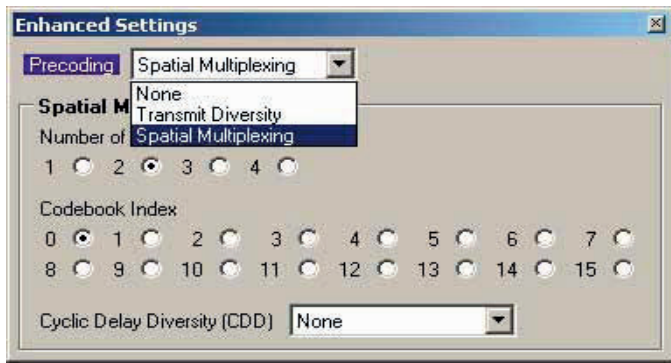 Enhanced Settings
Precoding Spatial Multiplexing
None
Transmit Diversity
Spatial Multiplexing
Spatial M
Number of
1 2 3 4
Codebook Index
0 1 2 3 4 5 6 7
8 9 10 11 12 13 14 15
Cyclic Delay Diversity (CDD) None